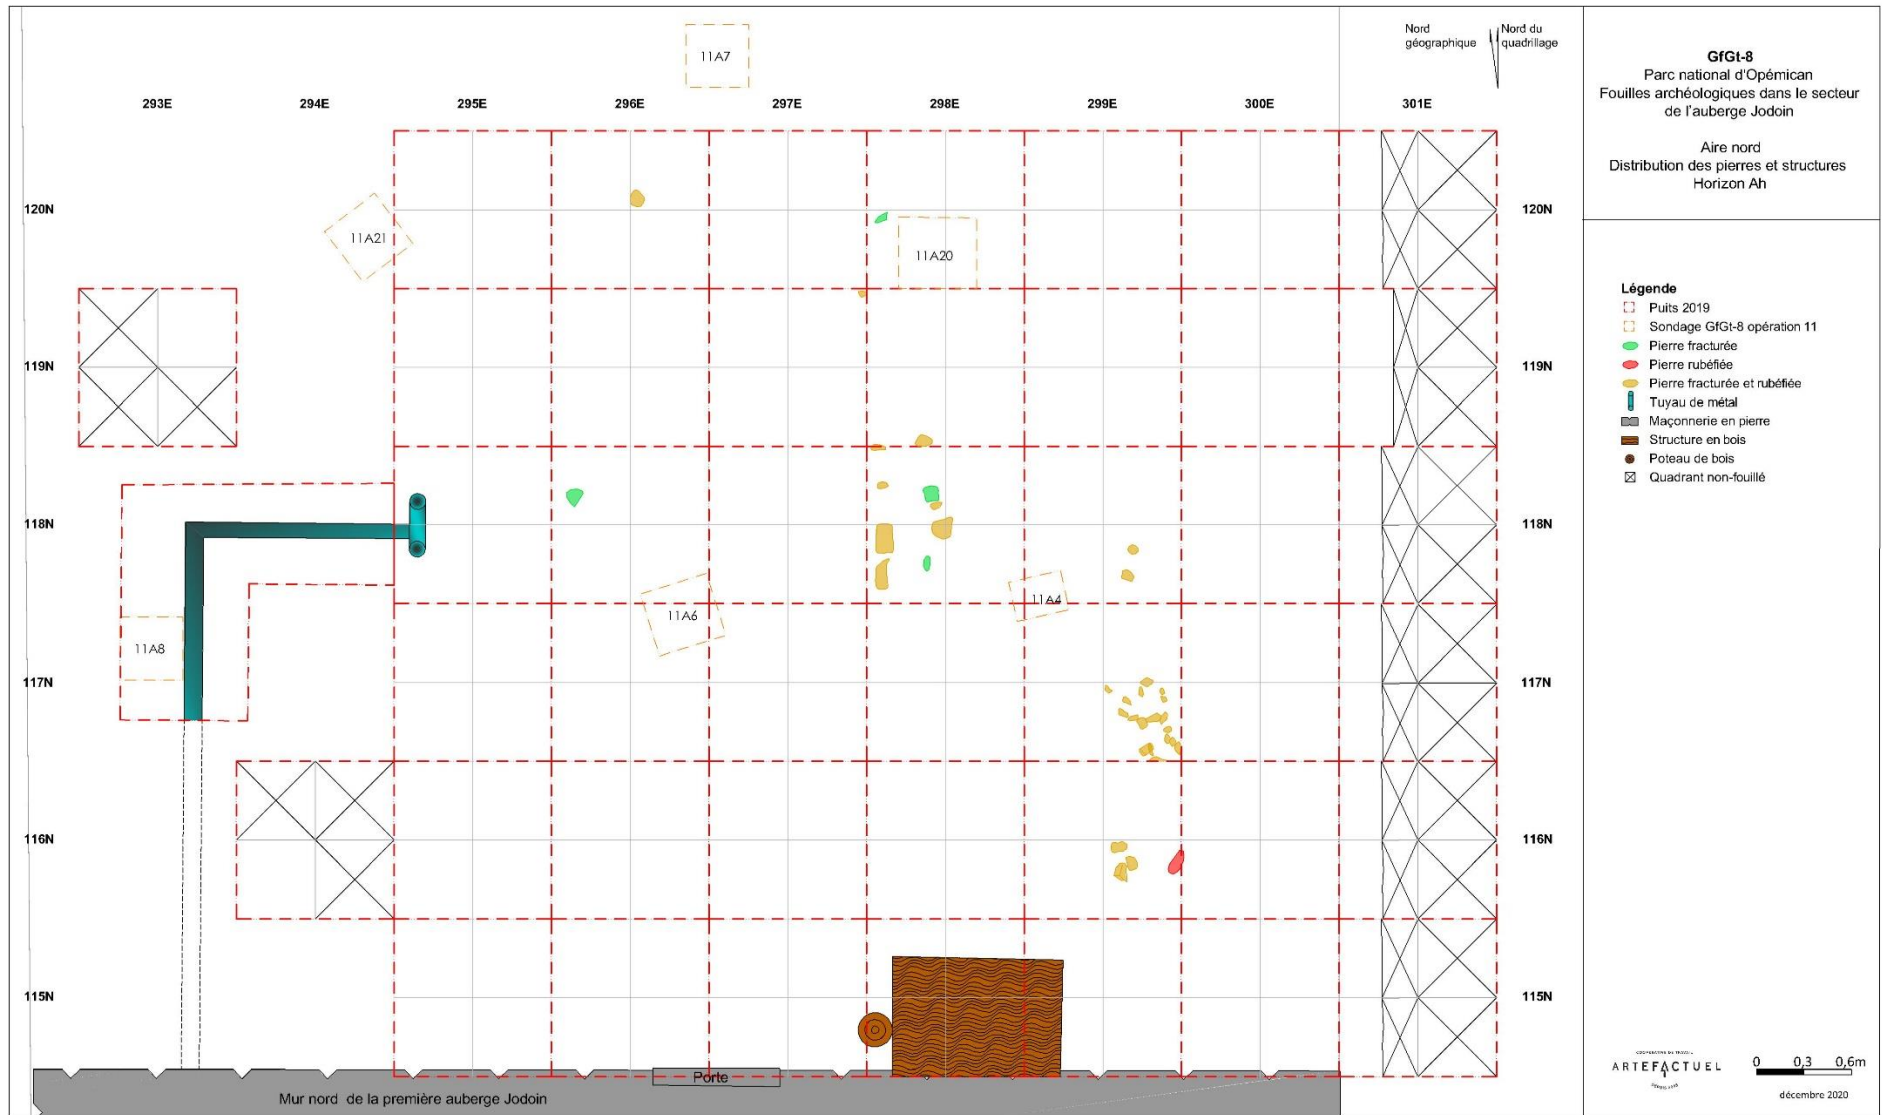 11A7
Nord
géographique
Nord du
quadrillage
293E 294E 295E 296E 297E 298E 299E 300E 301E
120N
11A21
11A20
120N
119N
119N
118N
118N
11A6
11A4
11A8
117N
117N
116N
116N
115N
115N
Porte
Mur nord de la première auberge Jodoin
GfGt-8
Parc national d'Opémican
Fouilles archéologiques dans le secteur
de l'auberge Jodoin
Aire nord
Distribution des pierres et structures
Horizon Ah
Légende
Puits 2019
Sondage GfGt-8 opération 11
Pierre fracturée
Pierre rubéfiée
Pierre fracturée et rubéfiée
Tuyau de métal
Maçonnerie en pierre
Structure en bois
Poteau de bois
Quadrant non-fouillé
COOPÉRATIVE DE TRAVAIL
ARTEFACTUEL
0 0,3 0,6m
décembre 2020